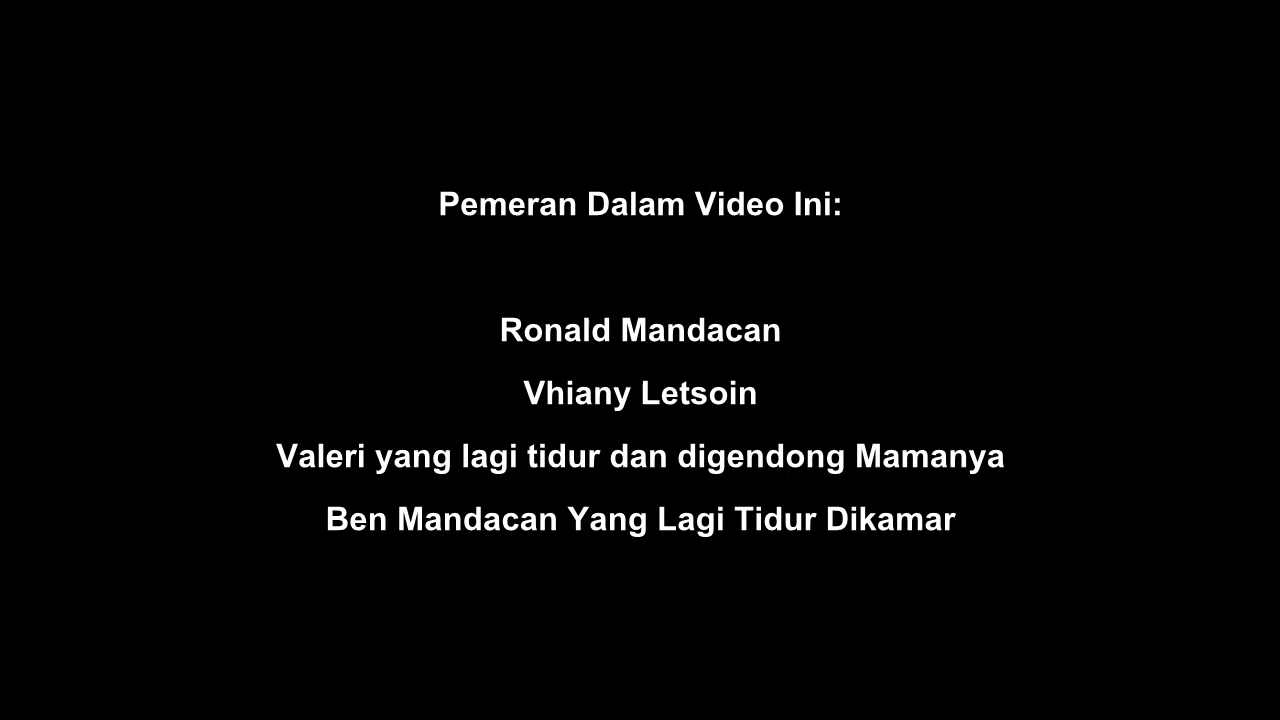 Pemeran Dalam Video Ini:
Ronald Mandacan
Vhiany Letsoin
Valeri yang lagi tidur dan digendong Mamanya
Ben Mandacan Yang Lagi Tidur Dikamar